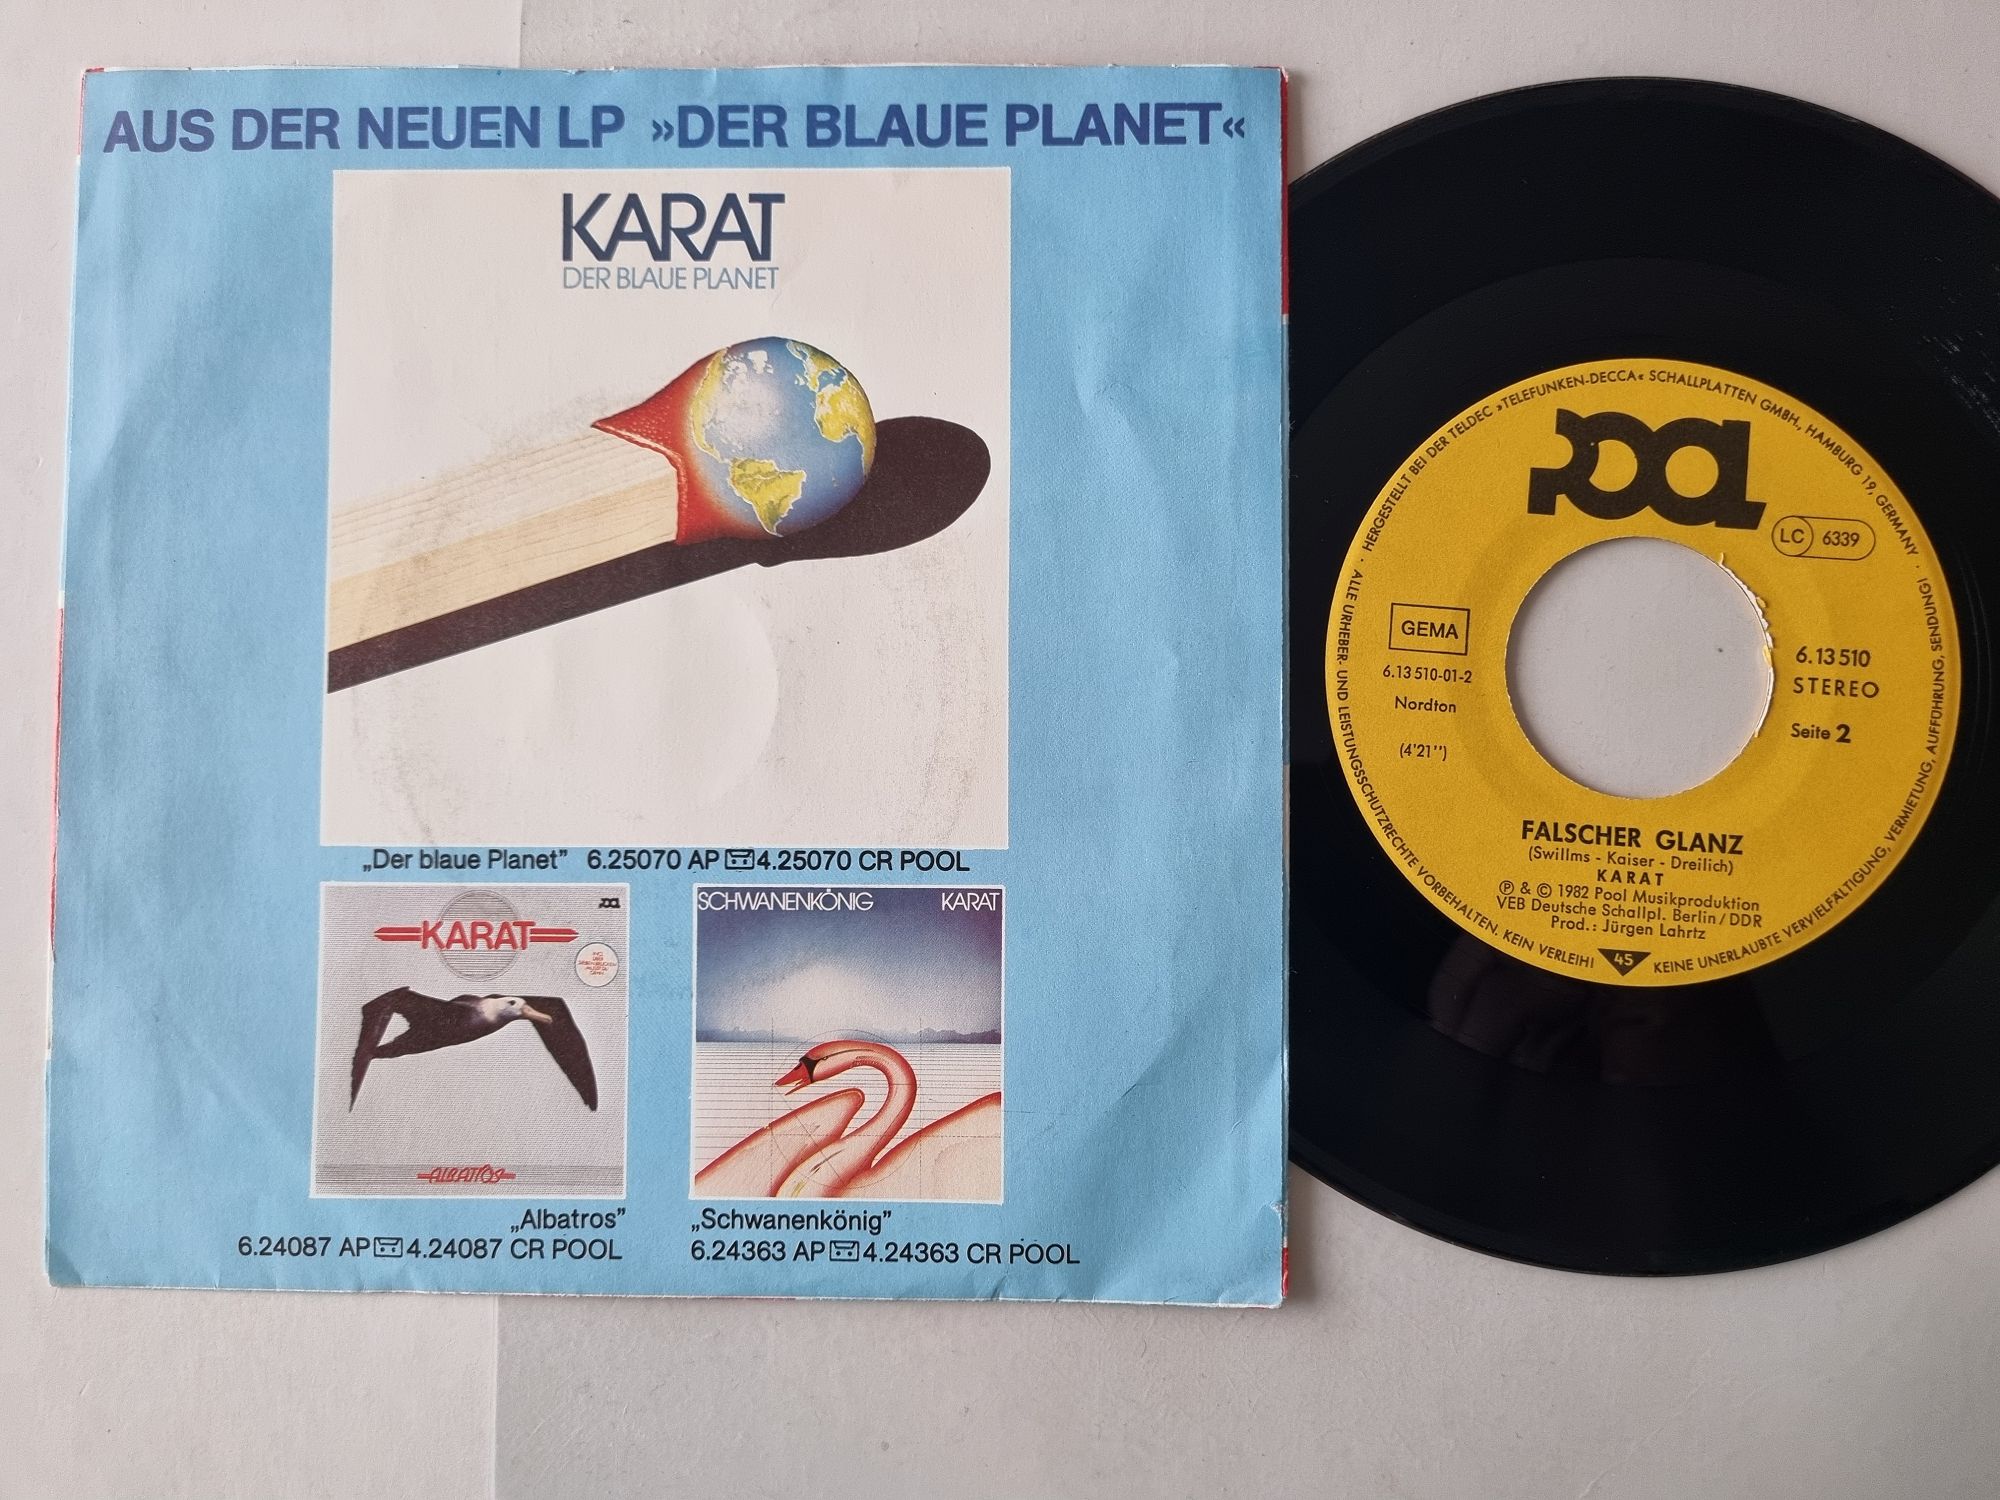 AUS DER NEUEN LP »DER BLAUE PLANET«
KARAT
DER BLAUE PLANET
„Der blaue Planet” 6.25070 AP 4.25070 CR POOL
KARAT
POOL
ALBATROS
„Albatros”
6.24087 AP 4.24087 CR POOL
SCHWANENKÖNIG KARAT
„Schwanenkönig”
6.24363 AP 4.24363 CR POOL
· HERGESTELLT BEI DER TELDEC »TELEFUNKEN-DECCA« SCHALLPLATTEN GMBH., HAMBURG 19, GERMANY ·
ALLE URHEBER- UND LEISTUNGSSCHUTZRECHTE VORBEHALTEN. KEIN VERLEIH! KEINE UNERLAUBTE VERVIELFÄLTIGUNG, VERMIETUNG, AUFFÜHRUNG, SENDUNG!
POOL
LC 6339
GEMA
6.13 510-01-2
Nordton
(4'21'')
6.13 510
STEREO
Seite 2
FALSCHER GLANZ
(Swillms - Kaiser - Dreilich)
KARAT
Ⓟ & © 1982 Pool Musikproduktion
VEB Deutsche Schallpl. Berlin/DDR
Prod.: Jürgen Lahrtz
45